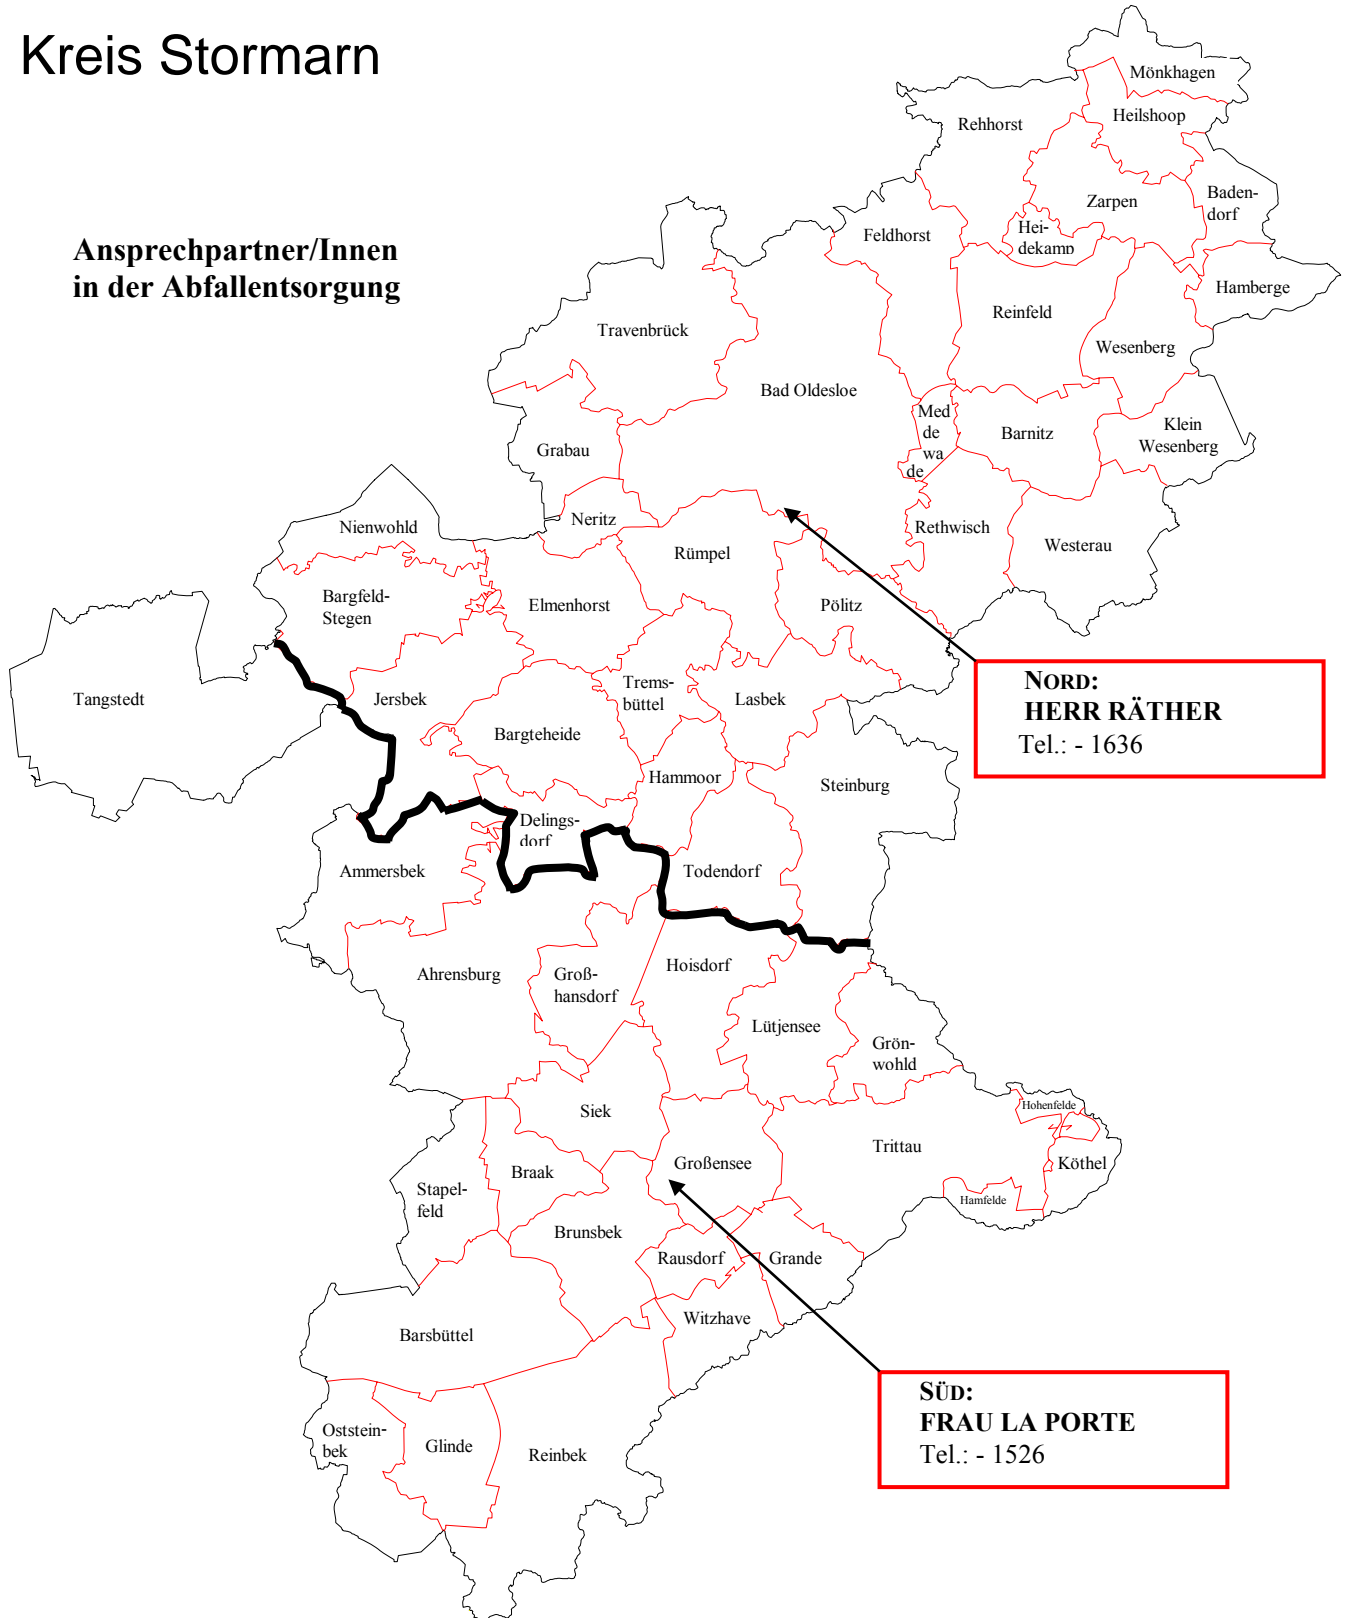 Kreis Stormarn
Ansprechpartner/Innen
in der Abfallentsorgung
Mönkhagen
Heilshoop
Rehhorst
Zarpen
Baden-
dorf
Feldhorst
Hei-
dekamp
Hamberge
Reinfeld
Travenbrück
Wesenberg
Bad Oldesloe
Med
de
wa
de
Barnitz
Klein
Wesenberg
Grabau
Neritz
Nienwohld
Rethwisch
Westerau
Rümpel
Bargfeld-
Stegen
Elmenhorst
Pölitz
Tangstedt
Jersbek
Trems-
büttel
Lasbek
NORD:
HERR RÄTHER
Tel.: - 1636
Bargteheide
Hammoor
Steinburg
Delings-
dorf
Ammersbek
Todendorf
Ahrensburg
Groß-
hansdorf
Hoisdorf
Lütjensee
Grön-
wohld
Siek
Hohenfelde
Trittau
Großensee
Köthel
Braak
Stapel-
feld
Hamfelde
Brunsbek
Rausdorf
Grande
Witzhave
Barsbüttel
SÜD:
FRAU LA PORTE
Tel.: - 1526
Oststein-
bek
Glinde
Reinbek